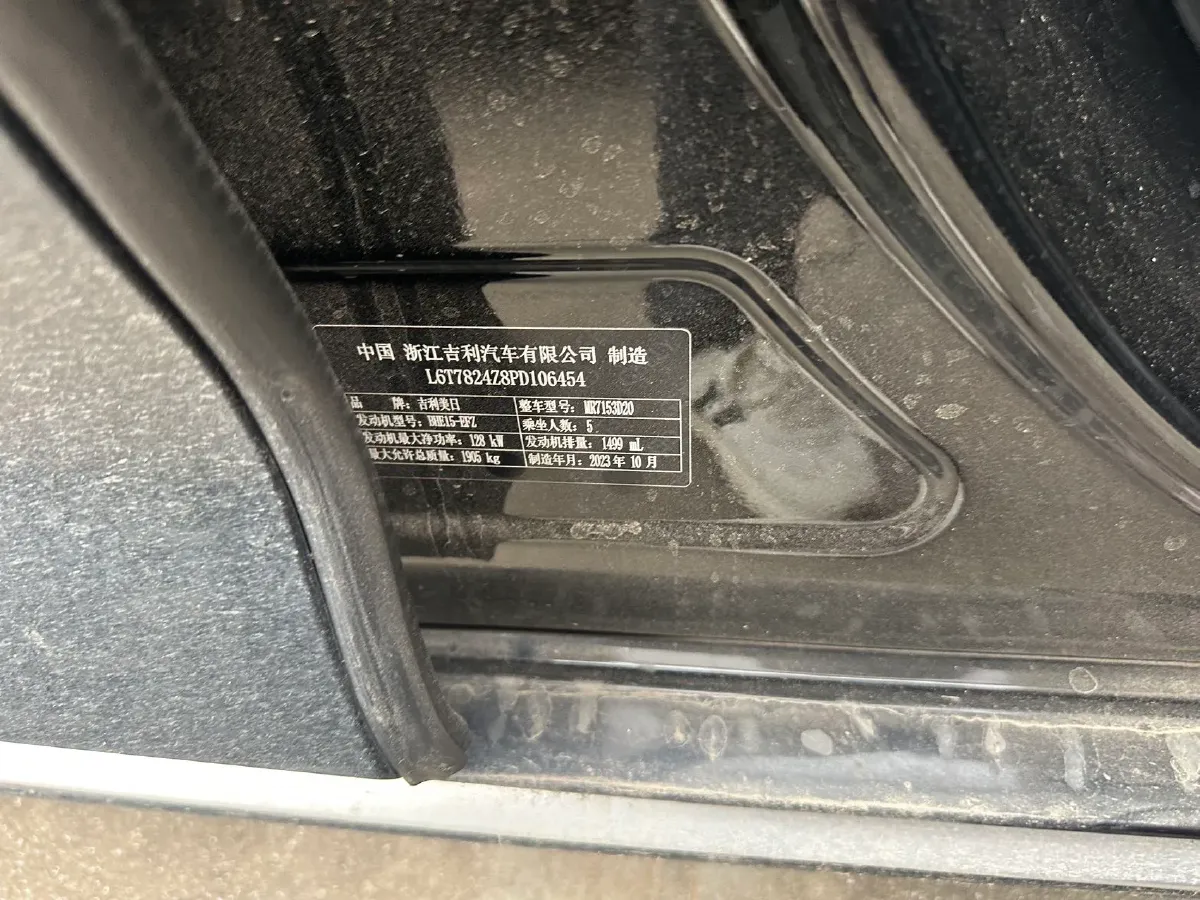 中国 浙江吉利汽车有限公司 制造
L6T7824Z8PD106454
品 牌：吉利美日 整车型号：MR7153D20
发动机型号：BHE15-EFZ 乘坐人数：5
发动机最大净功率：128 kW 发动机排量：1499 mL
最大允许总质量：1905 kg 制造年月：2023 年 10 月